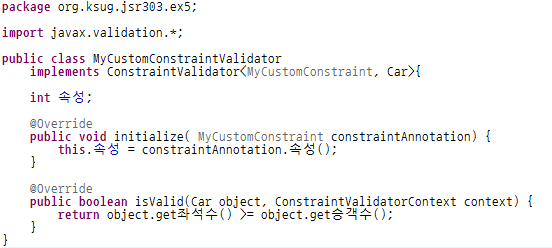 package org.ksug.jsr303.ex5;
import javax.validation.*;
public class MyCustomConstraintValidator
implements ConstraintValidator<MyCustomConstraint, Car>{
int 속성;
@Override
public void initialize( MyCustomConstraint constraintAnnotation) {
this.속성 = constraintAnnotation.속성();
}
@Override
public boolean isValid(Car object, ConstraintValidatorContext context) {
return object.get좌석수() >= object.get승객수();
}
}